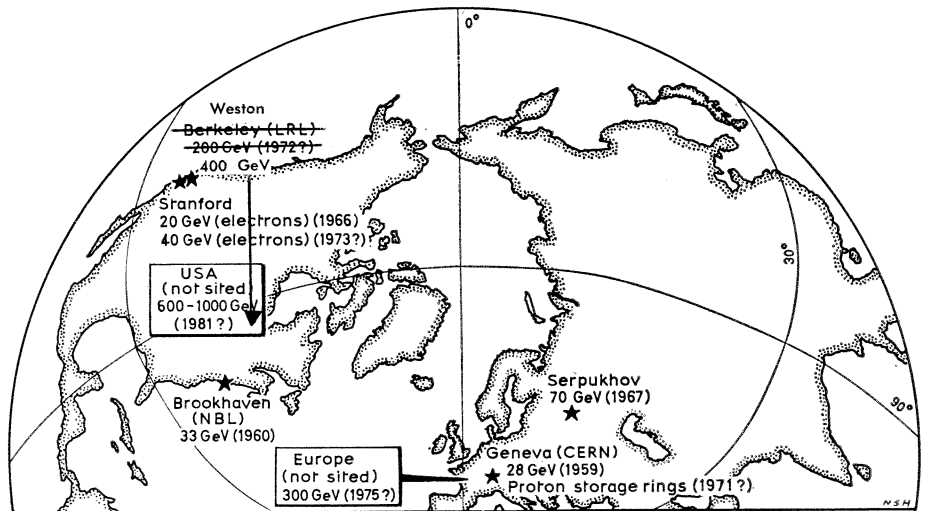 0°
Weston
Berkeley (LRL)
200 GeV (1972?)
400 GeV
Stanford
20 GeV (electrons) (1966)
40 GeV (electrons) (1973?)
USA
(not sited)
600-1000 GeV
(1981?)
30°
Brookhaven
(NBL)
33 GeV (1960)
Serpukhov
70 GeV (1967)
90°
Geneva (CERN)
28 GeV (1959)
Proton storage rings (1971?)
Europe
(not sited)
300 GeV (1975?)
NSH